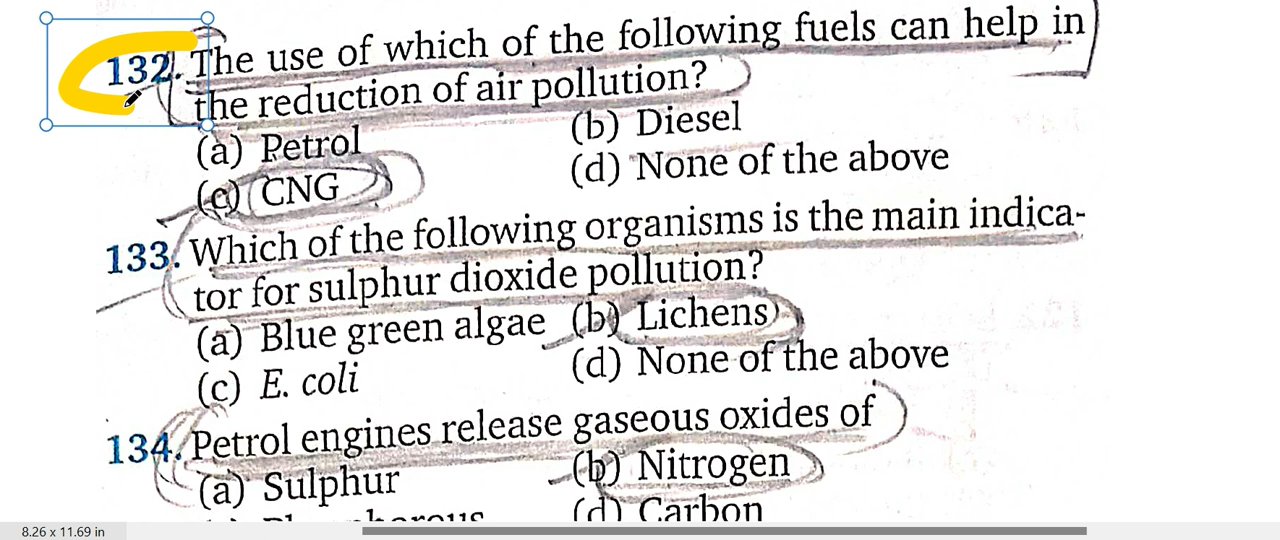 132. The use of which of the following fuels can help in
the reduction of air pollution?
(a) Petrol (b) Diesel
(c) CNG (d) None of the above
133. Which of the following organisms is the main indica-
tor for sulphur dioxide pollution?
(a) Blue green algae (b) Lichens
(c) E. coli (d) None of the above
134. Petrol engines release gaseous oxides of
(a) Sulphur (b) Nitrogen
(d) Carbon
8.26 x 11.69 in